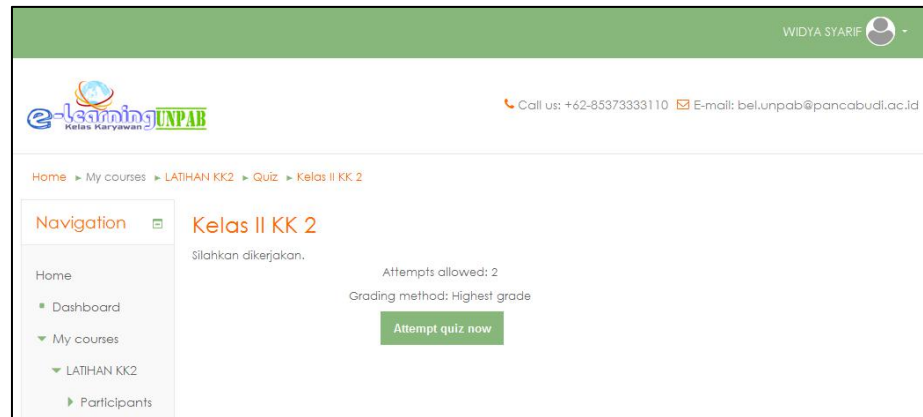 WIDYA SYARIF
e-Learning UNPAB
Kelas Karyawan
Call us: +62-85373333110 E-mail: bel.unpab@pancabudi.ac.id
Home ► My courses ► LATIHAN KK2 ► Quiz ► Kelas II KK 2
Navigation
Home
Dashboard
My courses
LATIHAN KK2
Participants
Kelas II KK 2
Silahkan dikerjakan.
Attempts allowed: 2
Grading method: Highest grade
Attempt quiz now